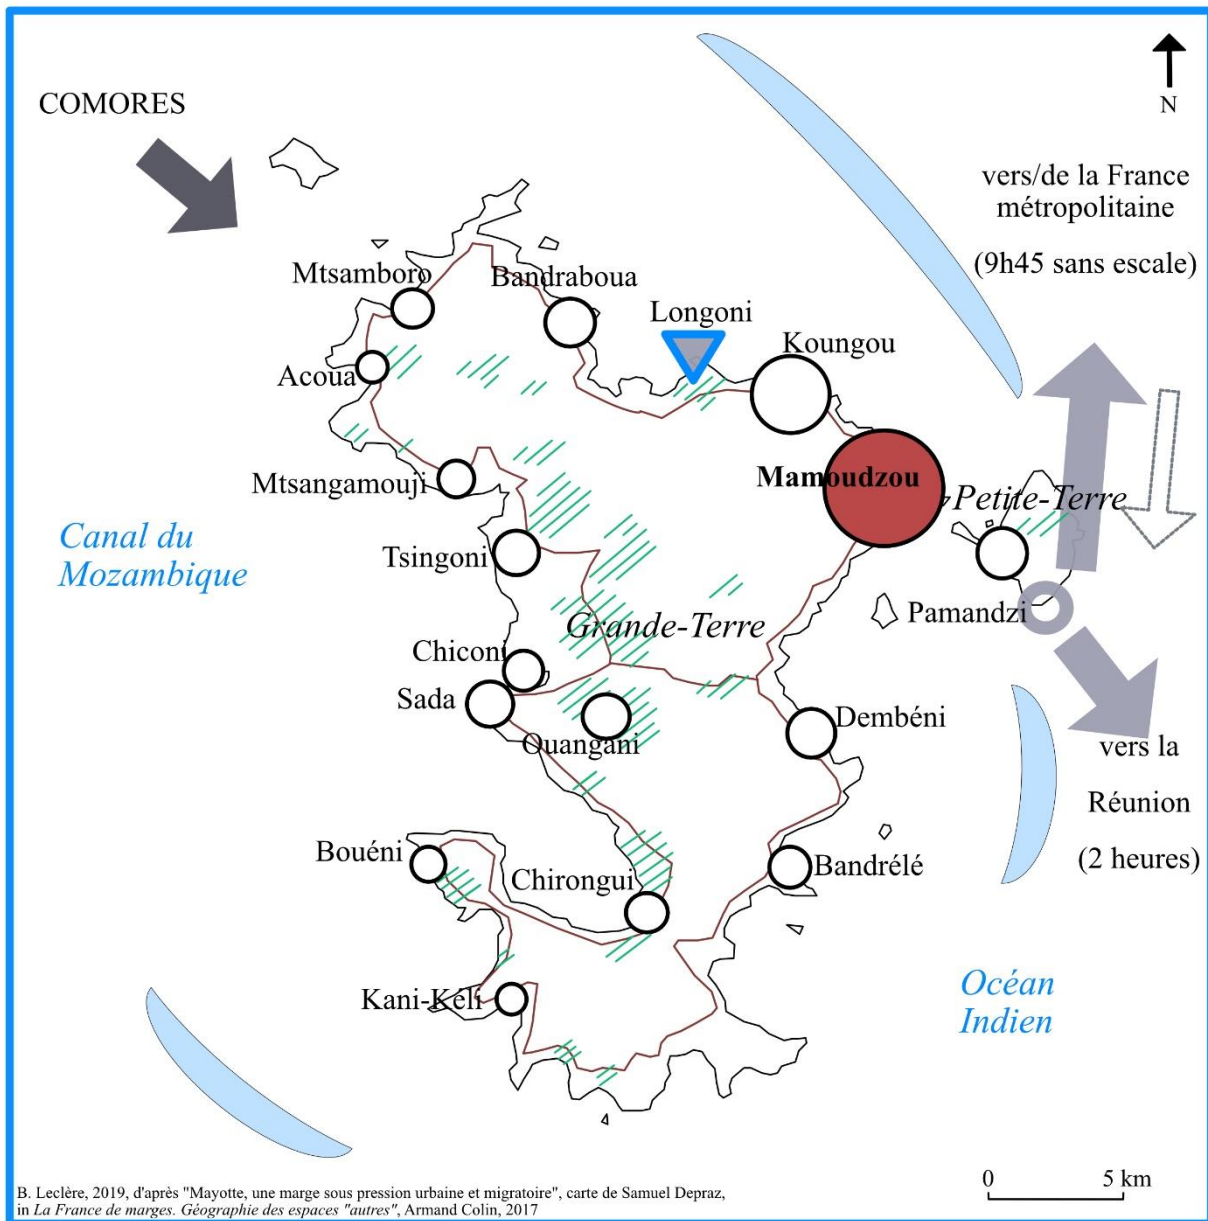 N
COMORES
vers/de la France
métropolitaine
(9h45 sans escale)
Mtsamboro
Bandraboua
Longoni
Koungou
Acoua
Mamoudzou
Mtsangamouji
Petite-Terre
Canal du
Mozambique
Tsingoni
Pamandzi
Grande-Terre
Chiconi
Sada
Dembéni
Ouangani
vers la
Réunion
(2 heures)
Bouéni
Chirongui
Bandrélé
Kani-Kéli
Océan
Indien
0 5 km
B. Leclère, 2019, d'après "Mayotte, une marge sous pression urbaine et migratoire", carte de Samuel Depraz,
in La France de marges. Géographie des espaces "autres", Armand Colin, 2017